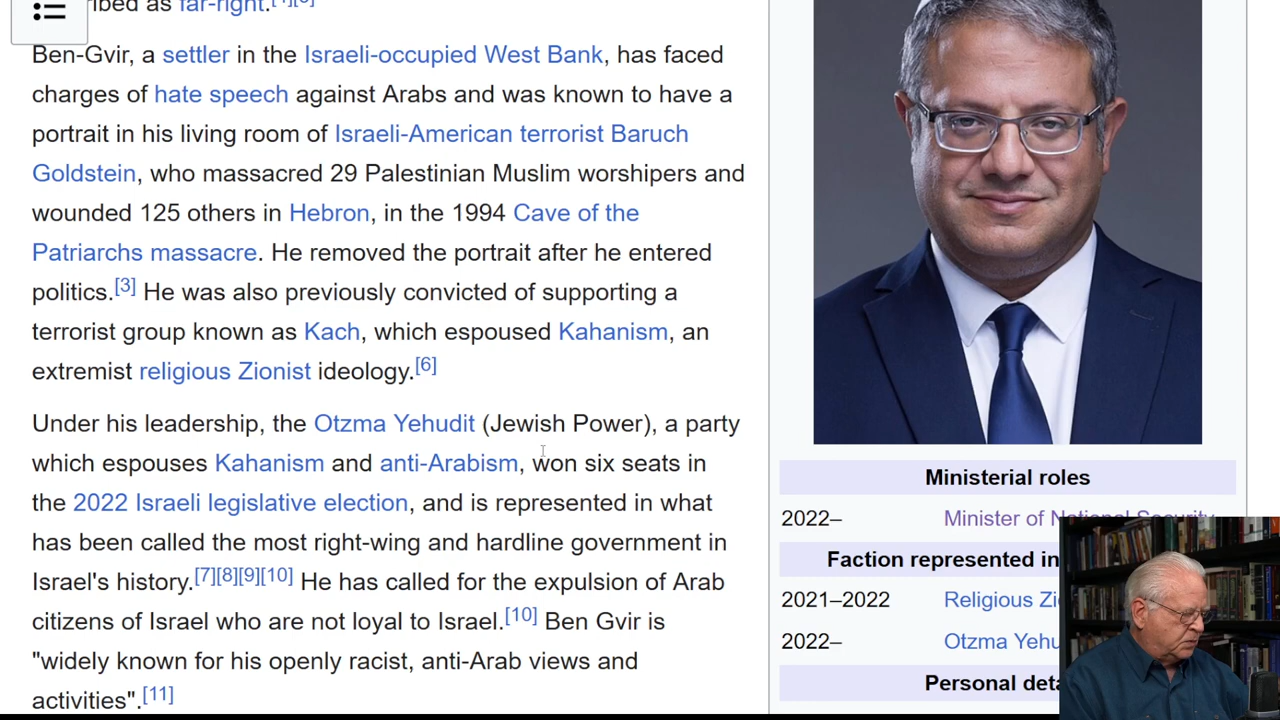 far-right.
Ben-Gvir, a settler in the Israeli-occupied West Bank, has faced
charges of hate speech against Arabs and was known to have a
portrait in his living room of Israeli-American terrorist Baruch
Goldstein, who massacred 29 Palestinian Muslim worshipers and
wounded 125 others in Hebron, in the 1994 Cave of the
Patriarchs massacre. He removed the portrait after he entered
politics.[3] He was also previously convicted of supporting a
terrorist group known as Kach, which espoused Kahanism, an
extremist religious Zionist ideology.[6]
Under his leadership, the Otzma Yehudit (Jewish Power), a party
which espouses Kahanism and anti-Arabism, won six seats in
the 2022 Israeli legislative election, and is represented in what
has been called the most right-wing and hardline government in
Israel's history.[7][8][9][10] He has called for the expulsion of Arab
citizens of Israel who are not loyal to Israel.[10] Ben Gvir is
"widely known for his openly racist, anti-Arab views and
activities".[11]
Ministerial roles
2022– Minister of National Security
Faction represented in
2021–2022 Religious
2022– Otzma
Personal